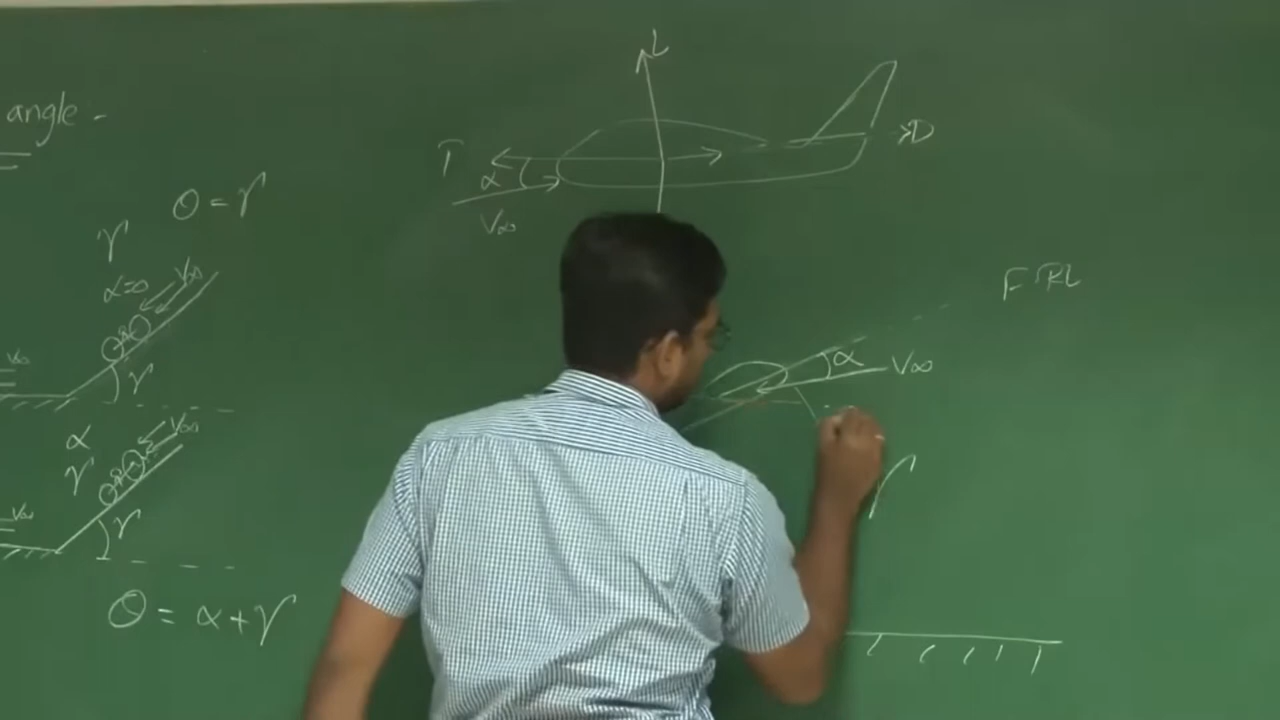 angle -
θ = γ
γ
α=0 V∞
V∞
γ
α V∞
γ
V∞
γ
θ = α+γ
L
T D
α
V∞
FRL
α V∞
γ